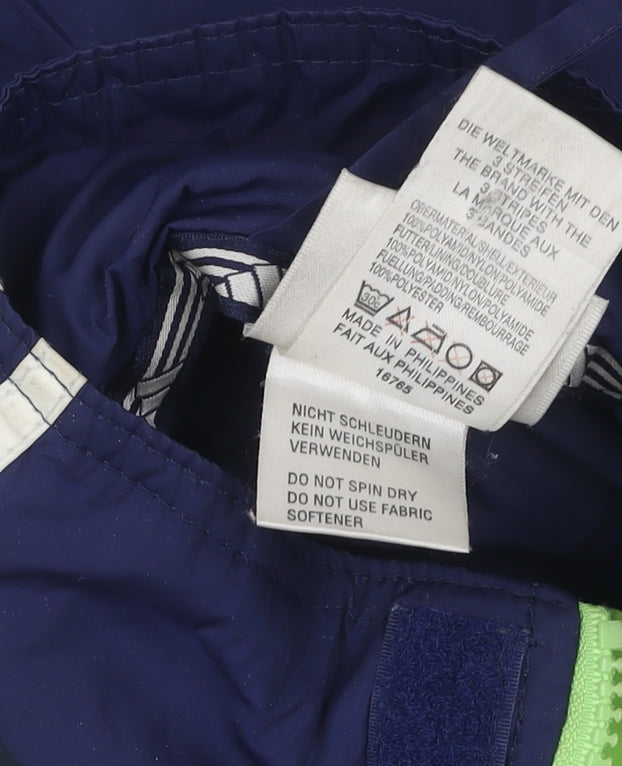 DIE WELTMARKE MIT DEN
3 STREIFEN
THE BRAND WITH THE
3 STRIPES
LA MARQUE AUX
3 BANDES
OBERMATERIAL/SHELL/EXTERIEUR
100%POLYAMID/NYLON/POLYAMIDE
FUTTER/LINING/DOUBLURE
100%POLYAMID/NYLON/POLYAMIDE
FUELLUNG/PADDING/REMBOURRAGE
100%POLYESTER
30c
MADE IN PHILIPPINES
FAIT AUX PHILIPPINES
16765
NICHT SCHLEUDERN
KEIN WEICHSPÜLER
VERWENDEN
DO NOT SPIN DRY
DO NOT USE FABRIC
SOFTENER